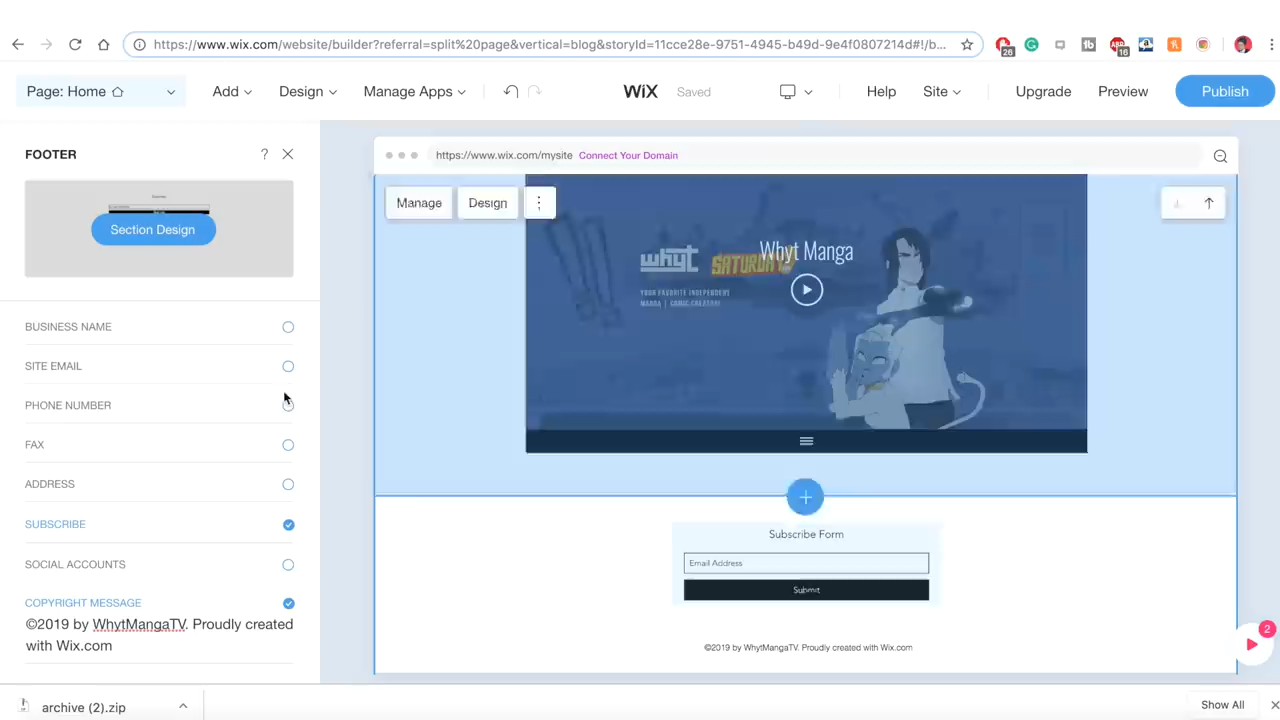 https://www.wix.com/website/builder?referral=split%20page&vertical=blog&storyId=11cce28e-9751-4945-b49d-9e4f0807214d#!/b...
26
16
Page: Home
Add
Design
Manage Apps
WiX
Saved
Help
Site
Upgrade
Preview
Publish
FOOTER
?
Section Design
BUSINESS NAME
SITE EMAIL
PHONE NUMBER
FAX
ADDRESS
SUBSCRIBE
SOCIAL ACCOUNTS
COPYRIGHT MESSAGE
©2019 by WhytMangaTV. Proudly created
with Wix.com
https://www.wix.com/mysite Connect Your Domain
Manage
Design
Whyt Manga
whyt SATURDAY
YOUR FAVORITE INDEPENDENT
MANGA | COMIC CREATOR!
Subscribe Form
Email Address
Submit
©2019 by WhytMangaTV. Proudly created with Wix.com
2
archive (2).zip
Show All